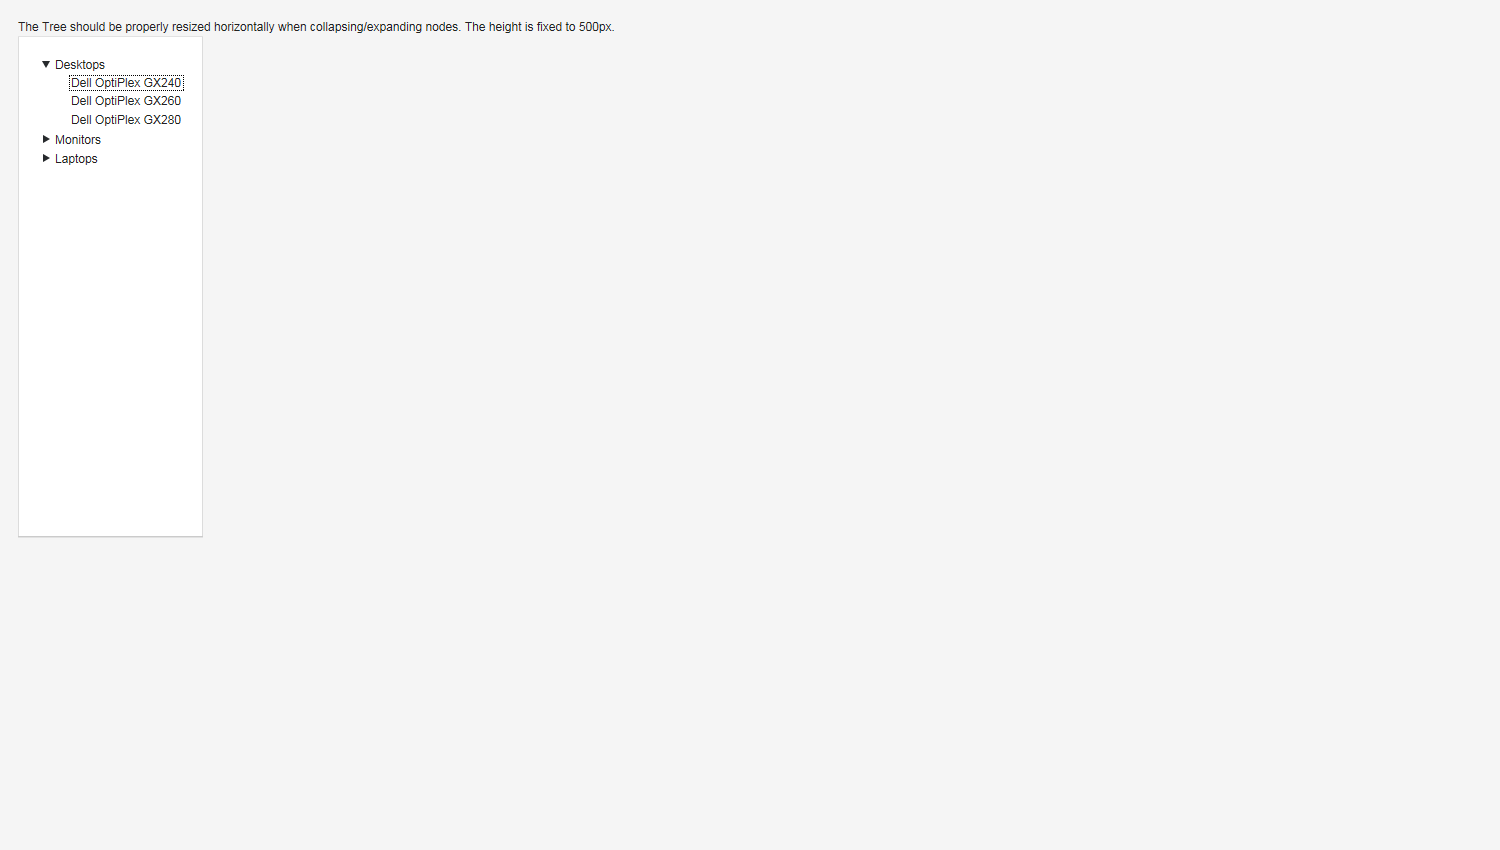 The Tree should be properly resized horizontally when collapsing/expanding nodes. The height is fixed to 500px.
Desktops
Dell OptiPlex GX240
Dell OptiPlex GX260
Dell OptiPlex GX280
Monitors
Laptops